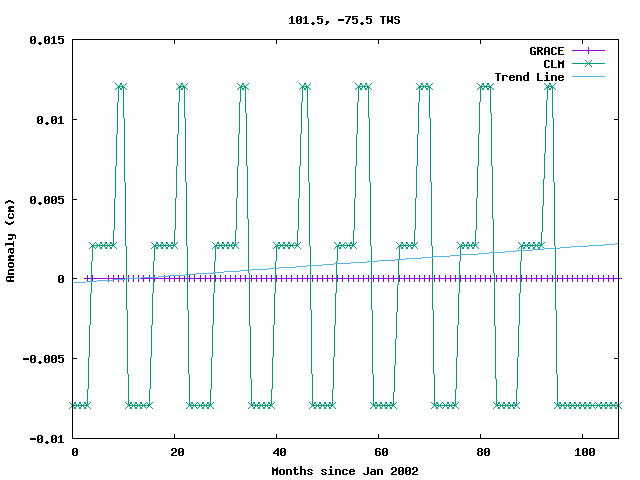 101.5, -75.5 TWS
GRACE
CLM
Trend Line
0.015
0.01
0.005
0
-0.005
-0.01
Anomaly (cm)
0 20 40 60 80 100
Months since Jan 2002